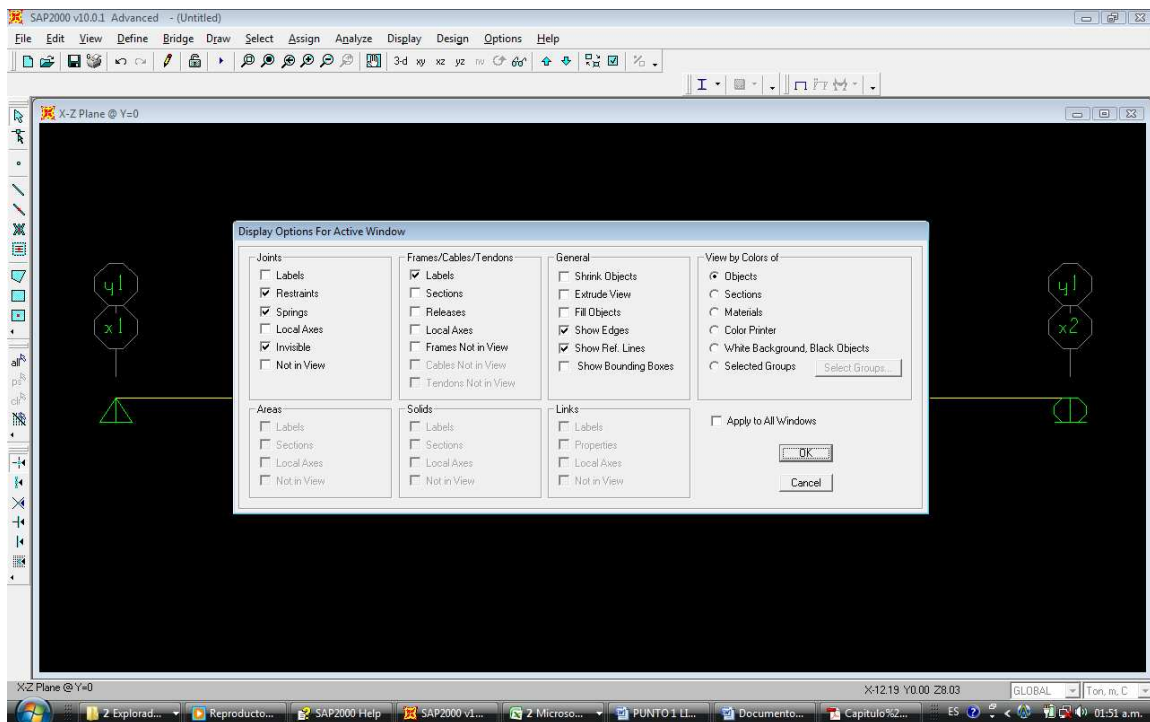 SAP2000 v10.0.1 Advanced - (Untitled)
File Edit View Define Bridge Draw Select Assign Analyze Display Design Options Help
3-d xy xz yz nv
X-Z Plane @ Y=0
Display Options For Active Window
Joints
Labels
Restraints
Springs
Local Axes
Invisible
Not in View
Frames/Cables/Tendons
Labels
Sections
Releases
Local Axes
Frames Not in View
Cables Not in View
Tendons Not in View
General
Shrink Objects
Extrude View
Fill Objects
Show Edges
Show Ref. Lines
Show Bounding Boxes
View by Colors of
Objects
Sections
Materials
Color Printer
White Background, Black Objects
Selected Groups
Select Groups...
Areas
Labels
Sections
Local Axes
Not in View
Solids
Labels
Sections
Local Axes
Not in View
Links
Labels
Properties
Local Axes
Not in View
Apply to All Windows
OK
Cancel
y1
x1
y1
x2
all
ps
clr
X-Z Plane @ Y=0
X-12.19 Y0.00 Z8.03
GLOBAL
Ton, m, C
2 Explorad...
Reproducto...
SAP2000 Help
SAP2000 v1...
2 Microso...
PUNTO 1 LI...
Documento...
Capitulo%2...
ES
01:51 a.m.